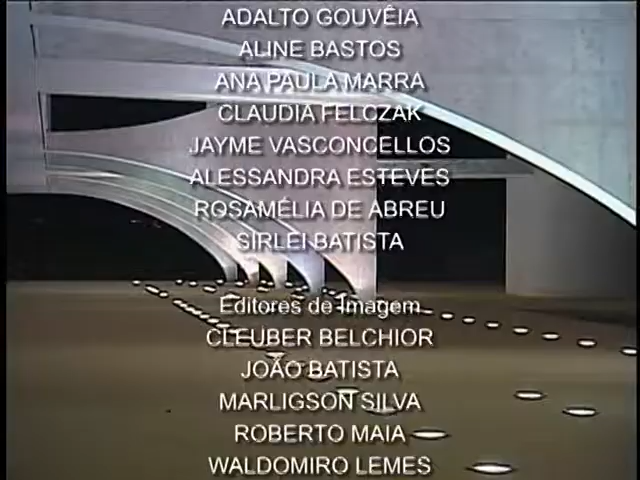 ADALTO GOUVÊIA
ALINE BASTOS
ANA PAULA MARRA
CLAUDIA FELCZAK
JAYME VASCONCELLOS
ALESSANDRA ESTEVES
ROSAMÉLIA DE ABREU
SIRLEI BATISTA
Editores de Imagem
CLEUBER BELCHIOR
JOÃO BATISTA
MARLIGSON SILVA
ROBERTO MAIA
WALDOMIRO LEMES